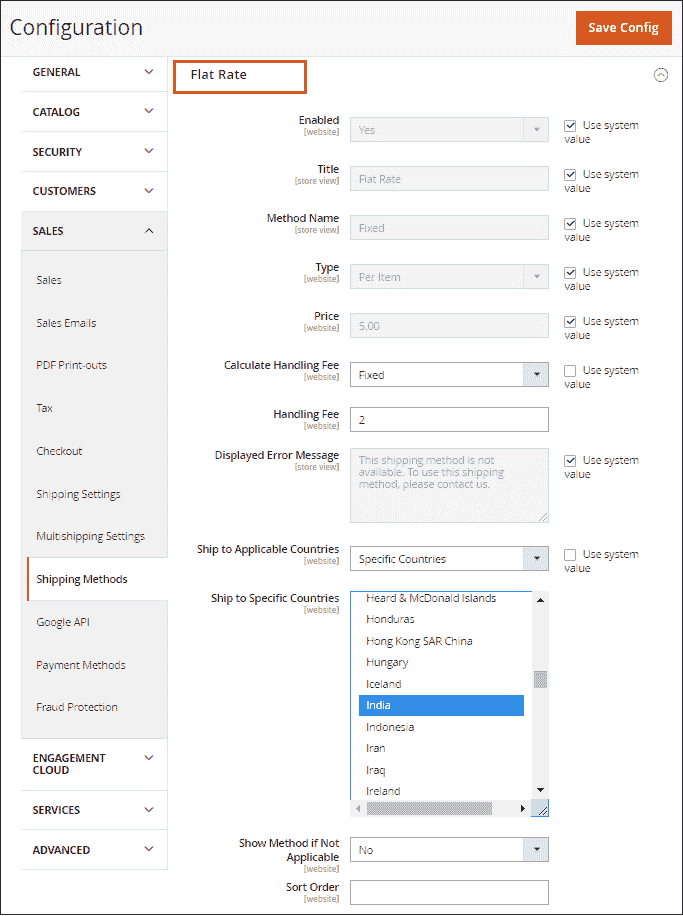 Configuration
Save Config
GENERAL
CATALOG
SECURITY
CUSTOMERS
SALES
Sales
Sales Emails
PDF Print-outs
Tax
Checkout
Shipping Settings
Multishipping Settings
Shipping Methods
Google API
Payment Methods
Fraud Protection
ENGAGEMENT
CLOUD
SERVICES
ADVANCED
Flat Rate
Enabled
[website]
Yes
Use system
value
Title
[store view]
Flat Rate
Use system
value
Method Name
[store view]
Fixed
Use system
value
Type
[website]
Per Item
Use system
value
Price
[website]
5.00
Use system
value
Calculate Handling Fee
[website]
Fixed
Use system
value
Handling Fee
[website]
2
Displayed Error Message
[store view]
This shipping method is not
available. To use this shipping
method, please contact us.
Use system
value
Ship to Applicable Countries
[website]
Specific Countries
Use system
value
Ship to Specific Countries
[website]
Heard & McDonald Islands
Honduras
Hong Kong SAR China
Hungary
Iceland
India
Indonesia
Iran
Iraq
Ireland
Show Method if Not
Applicable
[website]
No
Sort Order
[website]